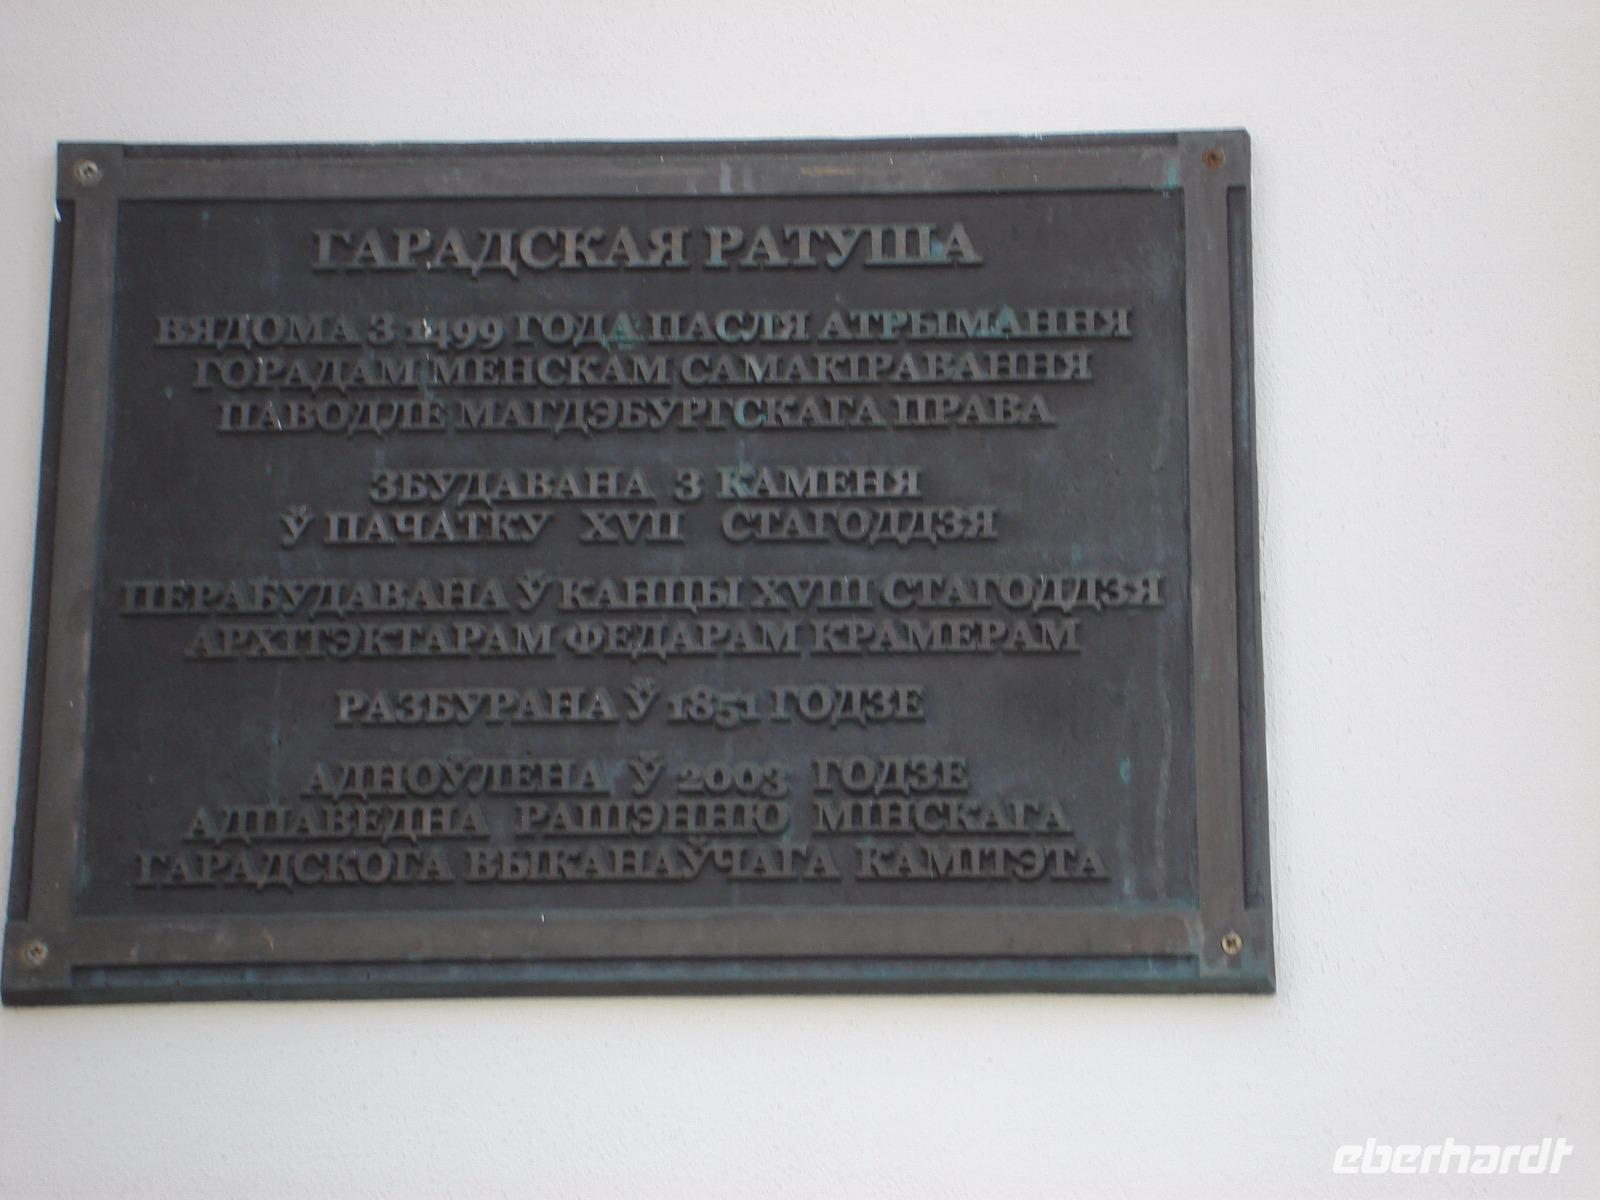 ГАРАДСКАЯ РАТУША
ВЯДОМА З 1499 ГОДА ПАСЛЯ АТРЫМАННЯ
ГОРАДАМ МЕНСКАМ САМАКІРАВАННЯ
ПАВОДЛЕ МАГДЭБУРГСКАГА ПРАВА
ЗБУДАВАНА З КАМЕНЯ
Ў ПАЧАТКУ XVII СТАГОДДЗЯ
ПЕРАБУДАВАНА Ў КАНЦЫ XVIII СТАГОДДЗЯ
АРХІТЭКТАРАМ ФЕДАРАМ КРАМЕРАМ
РАЗБУРАНА Ў 1851 ГОДЗЕ
АДНОЎЛЕНА Ў 2003 ГОДЗЕ
АДПАВЕДНА РАШЭННЮ МІНСКАГА
ГАРАДСКОГА ВЫКАНАЎЧАГА КАМІТЭТА
eberhardt